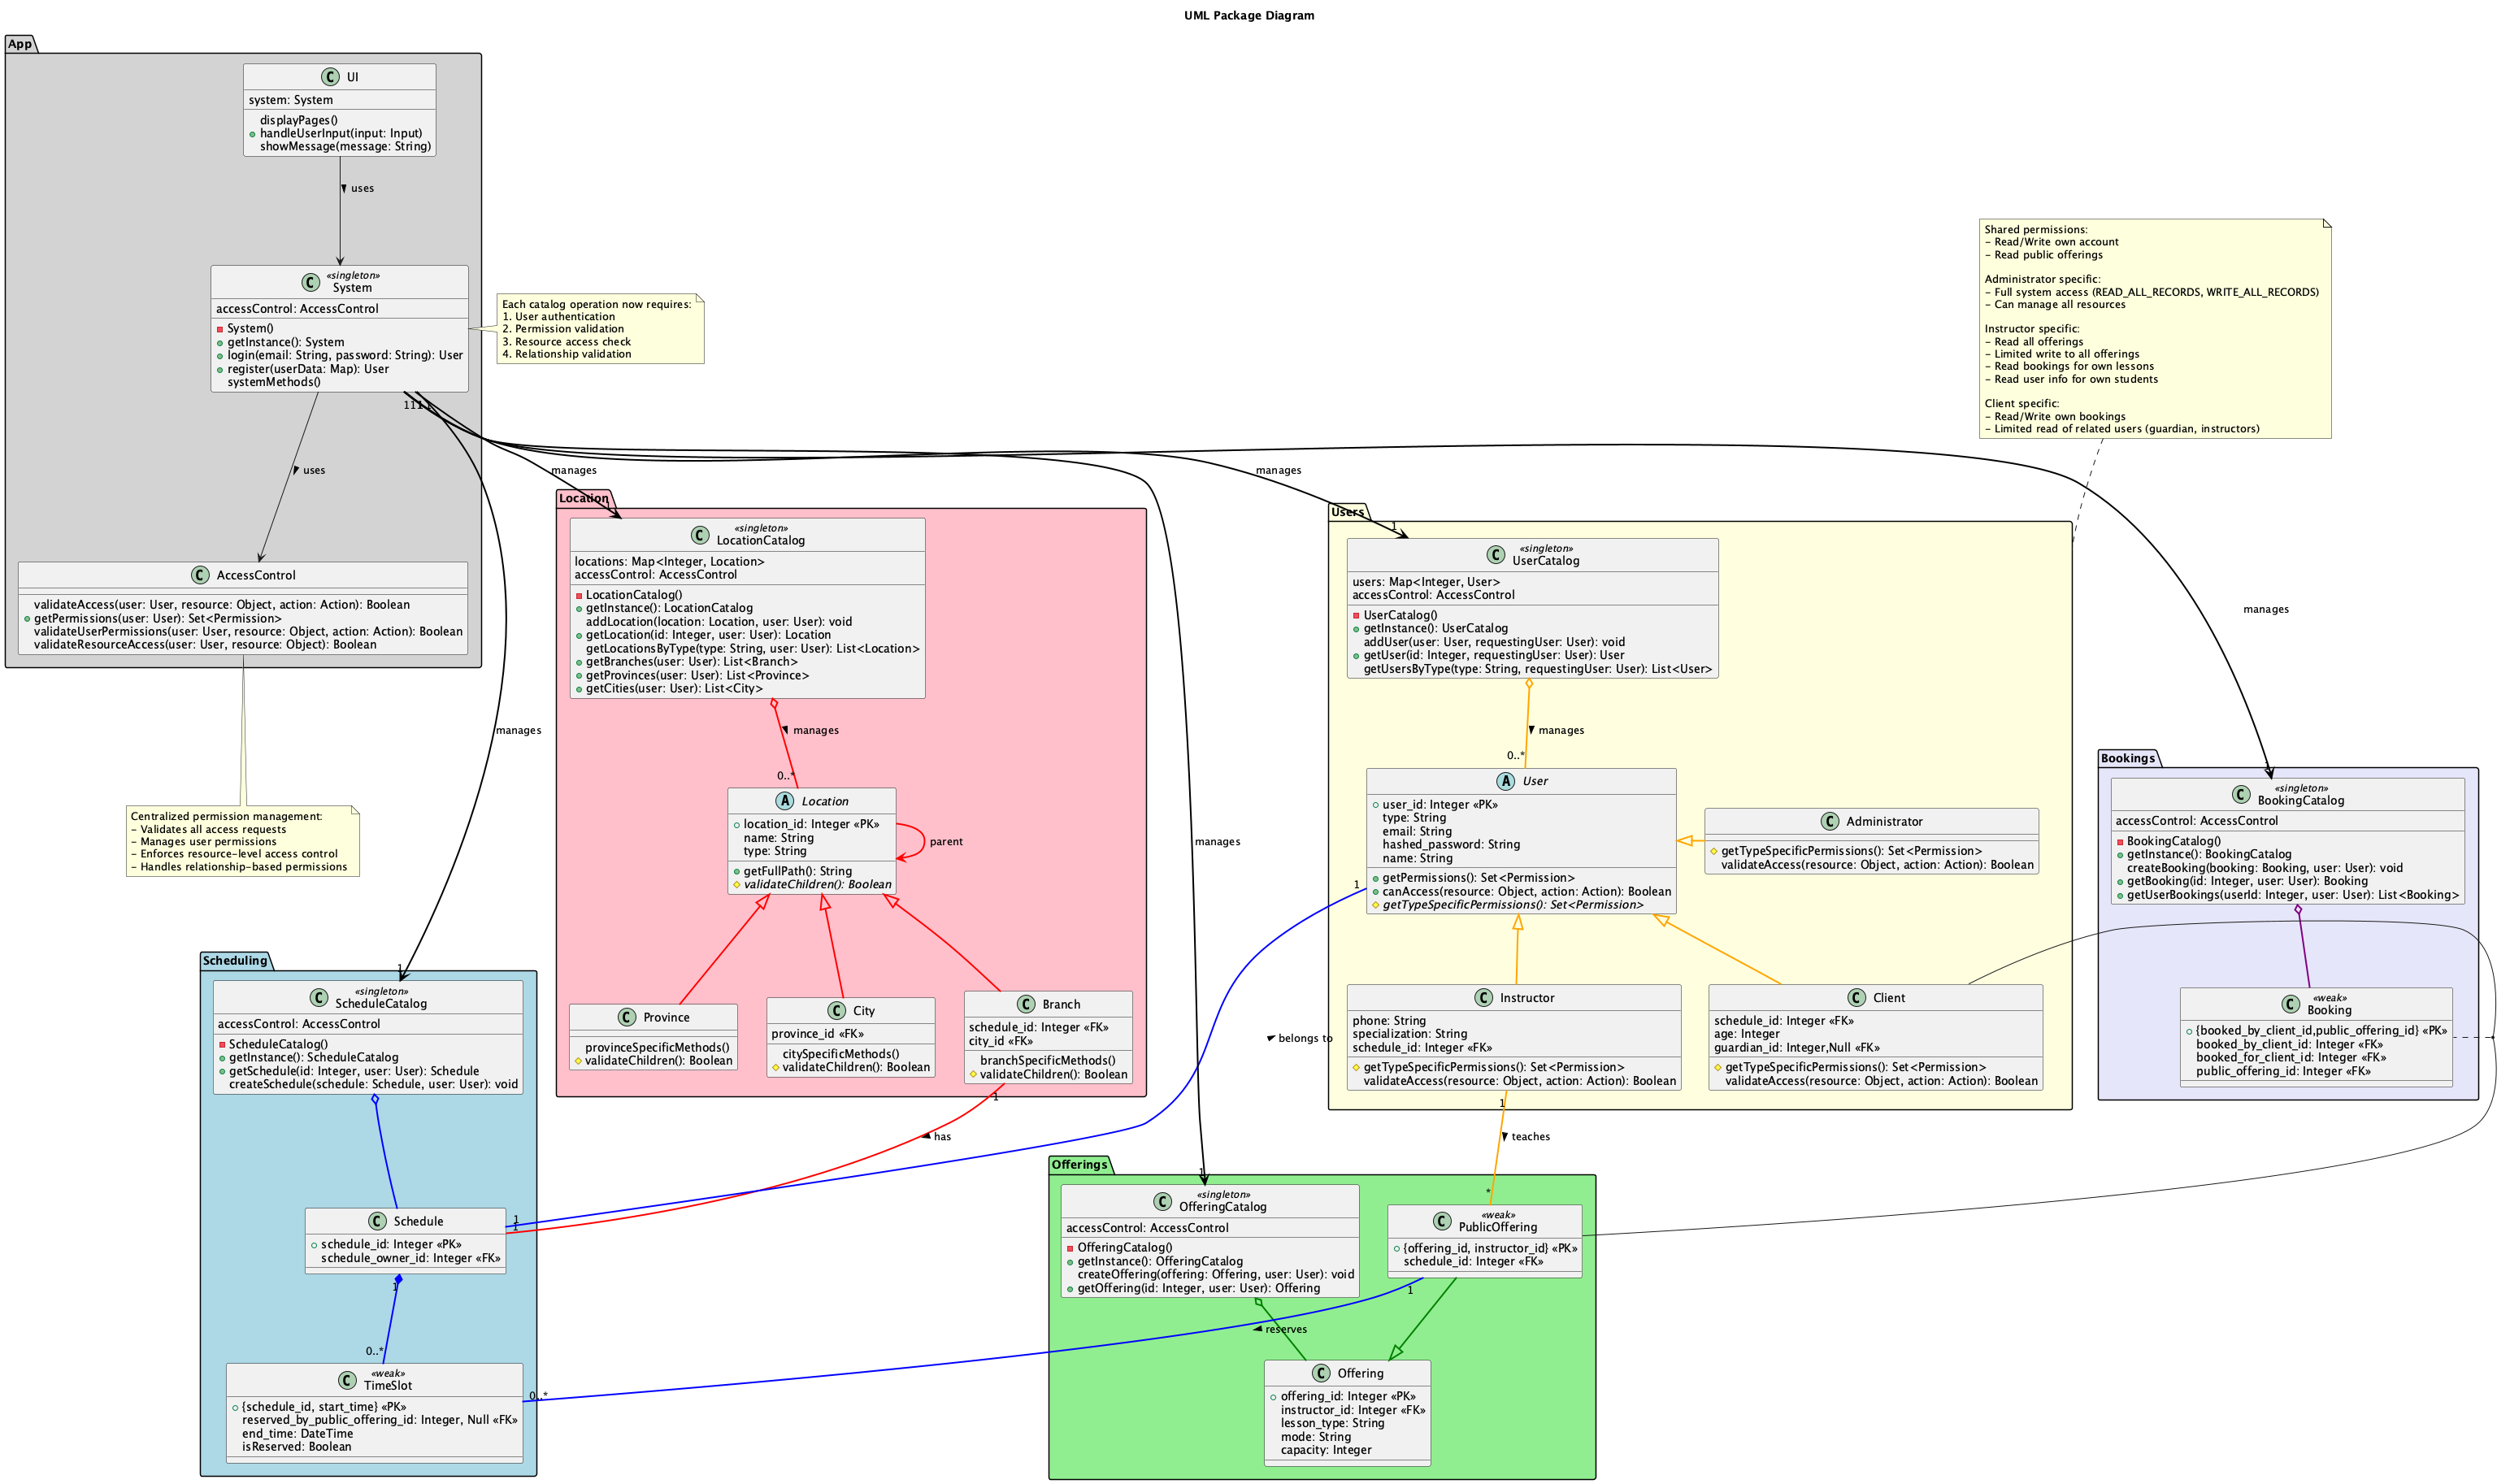 UML Package Diagram
App
UI
system: System
displayPages()
handleUserInput(input: Input)
showMessage(message: String)
uses
«singleton»
System
accessControl: AccessControl
System()
getInstance(): System
login(email: String, password: String): User
register(userData: Map): User
systemMethods()
Each catalog operation now requires:
1. User authentication
2. Permission validation
3. Resource access check
4. Relationship validation
Shared permissions:
- Read/Write own account
- Read public offerings
Administrator specific:
- Full system access (READ_ALL_RECORDS, WRITE_ALL_RECORDS)
- Can manage all resources
Instructor specific:
- Read all offerings
- Limited write to all offerings
- Read bookings for own lessons
- Read user info for own students
Client specific:
- Read/Write own bookings
- Limited read of related users (guardian, instructors)
uses
manages
manages
manages
manages
manages
AccessControl
validateAccess(user: User, resource: Object, action: Action): Boolean
getPermissions(user: User): Set<Permission>
validateUserPermissions(user: User, resource: Object, action: Action): Boolean
validateResourceAccess(user: User, resource: Object): Boolean
Centralized permission management:
- Validates all access requests
- Manages user permissions
- Enforces resource-level access control
- Handles relationship-based permissions
Location
1
«singleton»
LocationCatalog
locations: Map<Integer, Location>
accessControl: AccessControl
LocationCatalog()
getInstance(): LocationCatalog
addLocation(location: Location, user: User): void
getLocation(id: Integer, user: User): Location
getLocationsByType(type: String, user: User): List<Location>
getBranches(user: User): List<Branch>
getProvinces(user: User): List<Province>
getCities(user: User): List<City>
manages
0..*
Location
location_id: Integer «PK»
name: String
type: String
getFullPath(): String
validateChildren(): Boolean
parent
Province
provinceSpecificMethods()
validateChildren(): Boolean
City
province_id «FK»
citySpecificMethods()
validateChildren(): Boolean
Branch
schedule_id: Integer «FK»
city_id «FK»
branchSpecificMethods()
validateChildren(): Boolean
1
has
Users
1
«singleton»
UserCatalog
users: Map<Integer, User>
accessControl: AccessControl
UserCatalog()
getInstance(): UserCatalog
addUser(user: User, requestingUser: User): void
getUser(id: Integer, requestingUser: User): User
getUsersByType(type: String, requestingUser: User): List<User>
manages
0..*
User
user_id: Integer «PK»
type: String
email: String
hashed_password: String
name: String
getPermissions(): Set<Permission>
canAccess(resource: Object, action: Action): Boolean
getTypeSpecificPermissions(): Set<Permission>
1
Administrator
getTypeSpecificPermissions(): Set<Permission>
validateAccess(resource: Object, action: Action): Boolean
Instructor
phone: String
specialization: String
schedule_id: Integer «FK»
getTypeSpecificPermissions(): Set<Permission>
validateAccess(resource: Object, action: Action): Boolean
Client
schedule_id: Integer «FK»
age: Integer
guardian_id: Integer,Null «FK»
getTypeSpecificPermissions(): Set<Permission>
validateAccess(resource: Object, action: Action): Boolean
belongs to
1
teaches
*
Bookings
«singleton»
BookingCatalog
accessControl: AccessControl
BookingCatalog()
getInstance(): BookingCatalog
createBooking(booking: Booking, user: User): void
getBooking(id: Integer, user: User): Booking
getUserBookings(userId: Integer, user: User): List<Booking>
«weak»
Booking
{booked_by_client_id,public_offering_id} «PK»
booked_by_client_id: Integer «FK»
booked_for_client_id: Integer «FK»
public_offering_id: Integer «FK»
Scheduling
1
«singleton»
ScheduleCatalog
accessControl: AccessControl
ScheduleCatalog()
getInstance(): ScheduleCatalog
getSchedule(id: Integer, user: User): Schedule
createSchedule(schedule: Schedule, user: User): void
Schedule
schedule_id: Integer «PK»
schedule_owner_id: Integer «FK»
1
1
1
0..*
«weak»
TimeSlot
{schedule_id, start_time} «PK»
reserved_by_public_offering_id: Integer, Null «FK»
end_time: DateTime
isReserved: Boolean
0..*
Offerings
1
«singleton»
OfferingCatalog
accessControl: AccessControl
OfferingCatalog()
getInstance(): OfferingCatalog
createOffering(offering: Offering, user: User): void
getOffering(id: Integer, user: User): Offering
«weak»
PublicOffering
{offering_id, instructor_id} «PK»
schedule_id: Integer «FK»
1
reserves
Offering
offering_id: Integer «PK»
instructor_id: Integer «FK»
lesson_type: String
mode: String
capacity: Integer